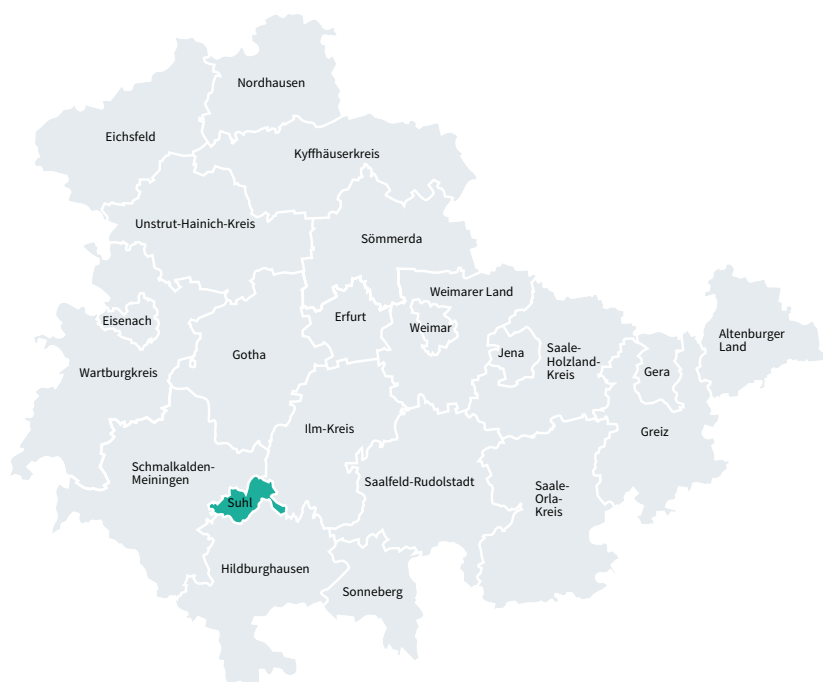 Nordhausen
Eichsfeld
Kyffhäuserkreis
Unstrut-Hainich-Kreis
Sömmerda
Weimarer Land
Eisenach
Erfurt
Weimar
Altenburger
Land
Gotha
Jena
Saale-
Holzland-
Kreis
Wartburgkreis
Gera
Ilm-Kreis
Greiz
Schmalkalden-
Meiningen
Saalfeld-Rudolstadt
Saale-
Orla-
Kreis
Suhl
Hildburghausen
Sonneberg